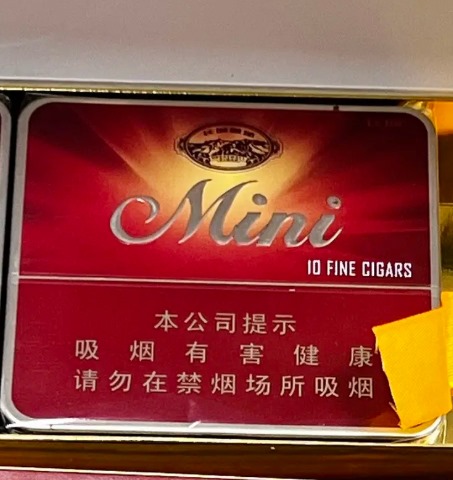 Mini
10 FINE CIGARS
本公司提示
吸烟有害健康
请勿在禁烟场所吸烟